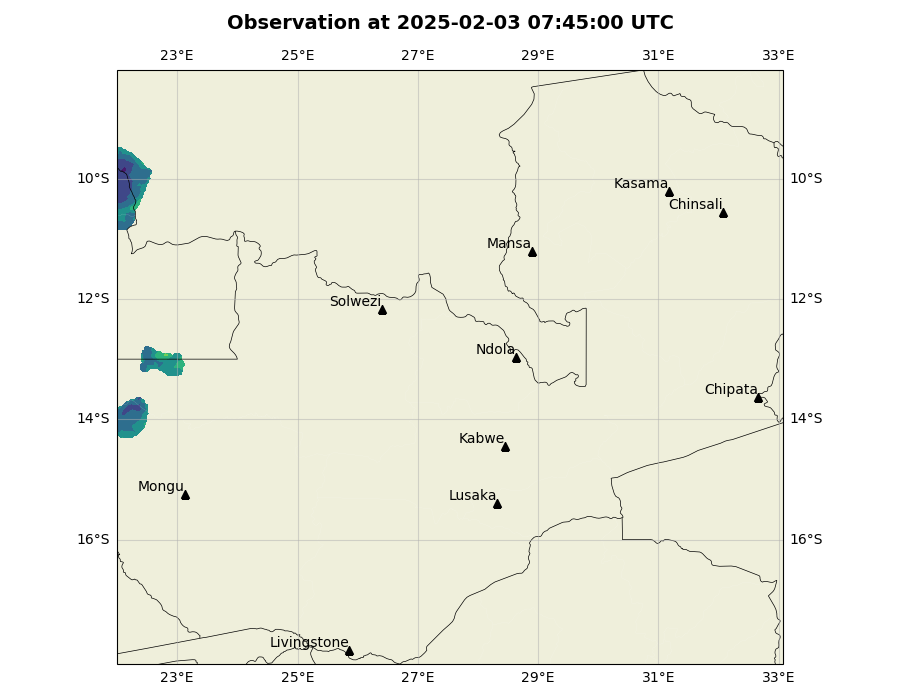 Observation at 2025-02-03 07:45:00 UTC
23°E 25°E 27°E 29°E 31°E 33°E
10°S 10°S
Kasama
Chinsali
Mansa
12°S 12°S
Solwezi
Ndola
Chipata
14°S 14°S
Kabwe
Mongu
Lusaka
16°S 16°S
Livingstone
23°E 25°E 27°E 29°E 31°E 33°E